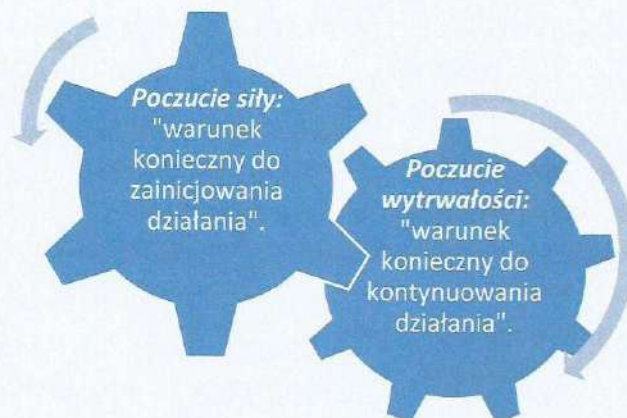 Poczucie siły:
"warunek
konieczny do
zainicjowania
działania".
Poczucie
wytrwałości:
"warunek
konieczny do
kontynuowania
działania".